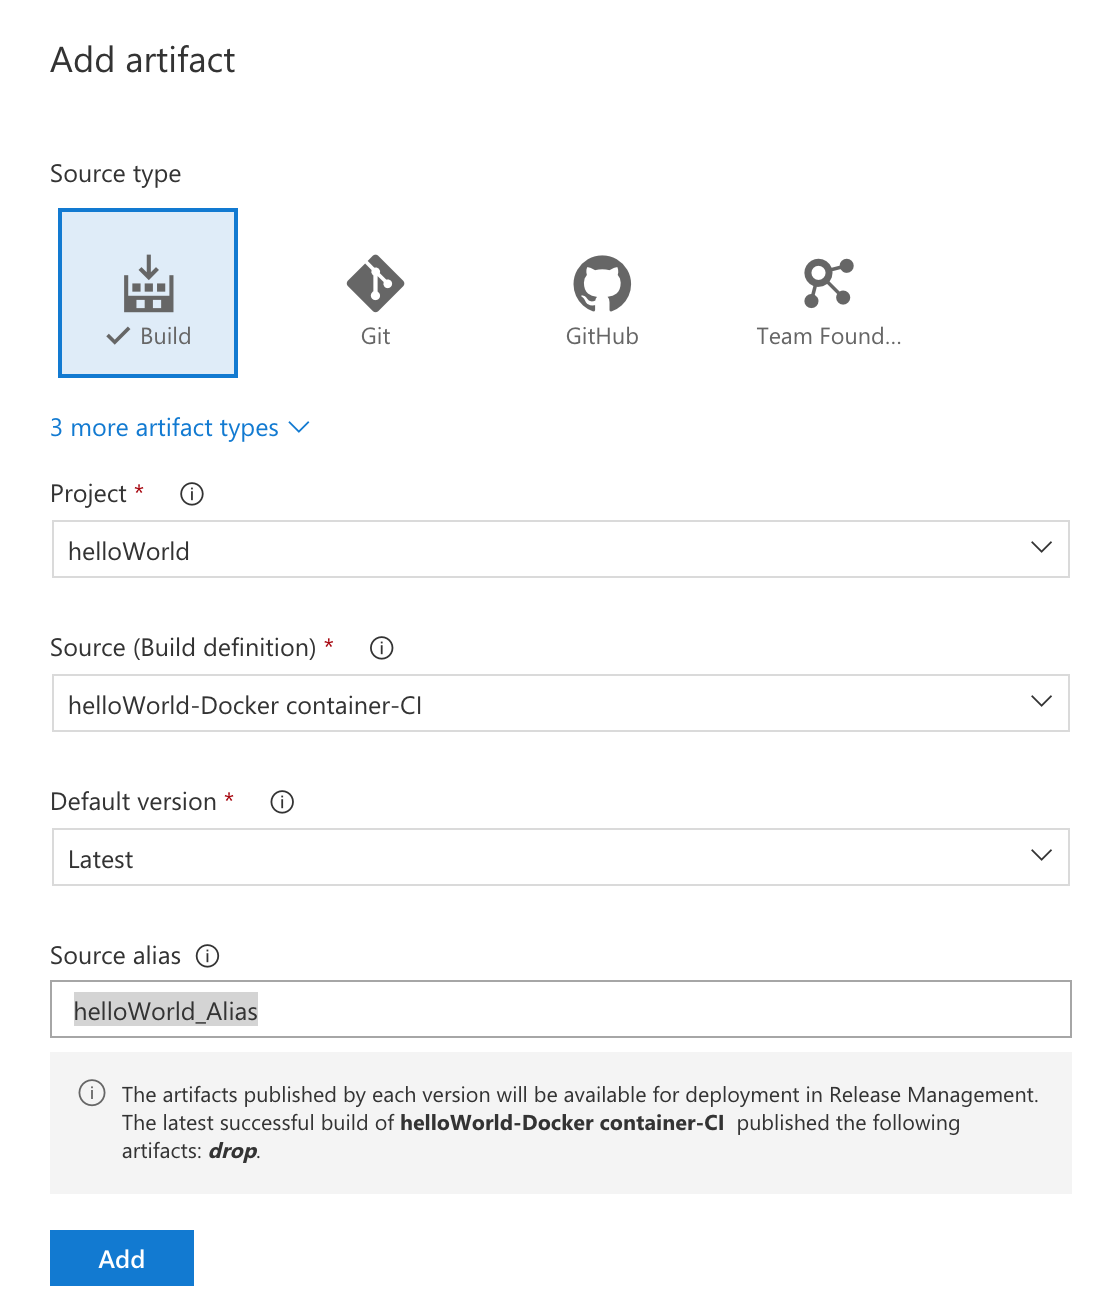 Add artifact
Source type
Build
Git
GitHub
Team Found...
3 more artifact types
Project *
helloWorld
Source (Build definition) *
helloWorld-Docker container-CI
Default version *
Latest
Source alias
helloWorld_Alias
The artifacts published by each version will be available for deployment in Release Management.
The latest successful build of helloWorld-Docker container-CI published the following
artifacts: drop.
Add